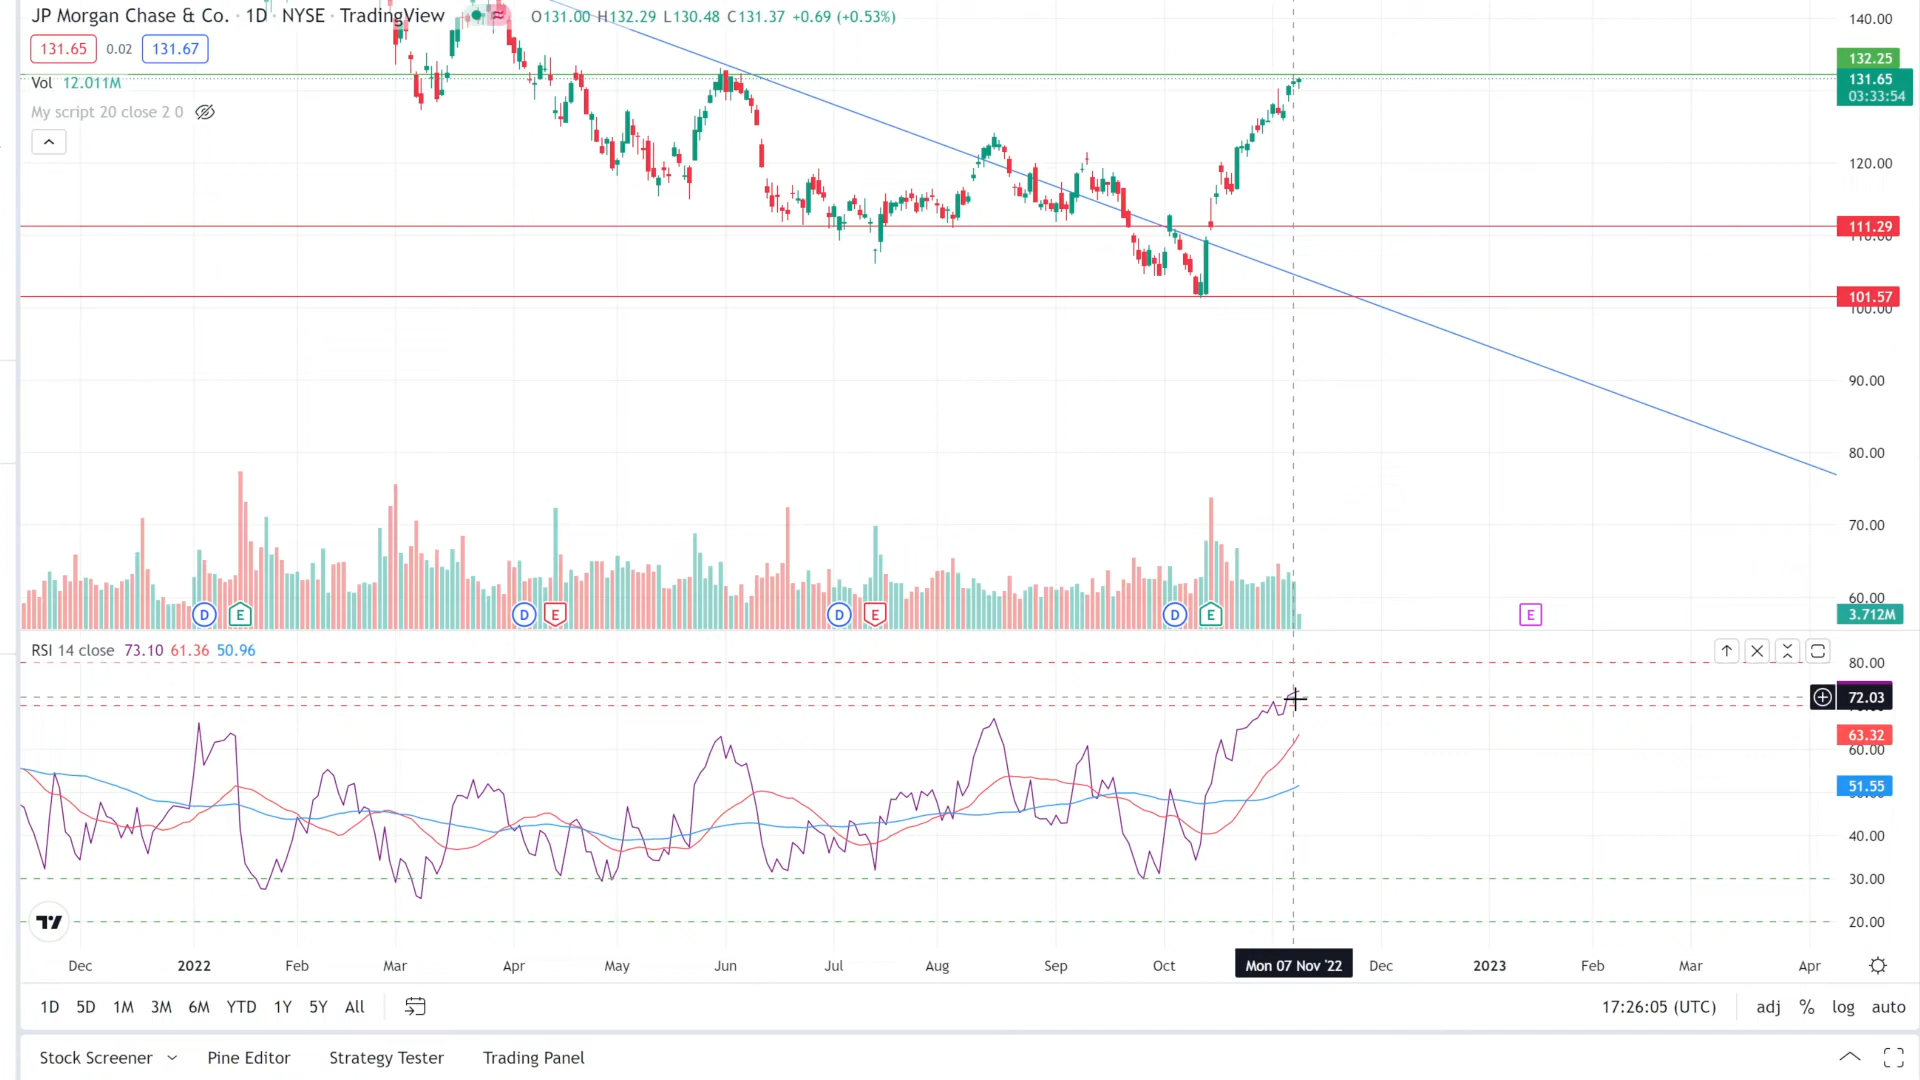 JP Morgan Chase & Co. · 1D · NYSE · TradingView O131.00 H132.29 L130.48 C131.37 +0.69 (+0.53%)
131.65 0.02 131.67
Vol 12.011M
My script 20 close 2 0
140.00
132.25
131.65
03:33:54
120.00
111.29
110.00
101.57
100.00
90.00
80.00
70.00
60.00
3.712M
D E D E D E D E E
RSI 14 close 73.10 61.36 50.96
80.00
72.03
63.32
60.00
51.55
40.00
30.00
20.00
Dec 2022 Feb Mar Apr May Jun Jul Aug Sep Oct Mon 07 Nov '22 Dec 2023 Feb Mar Apr
1D 5D 1M 3M 6M YTD 1Y 5Y All 17:26:05 (UTC) adj % log auto
Stock Screener Pine Editor Strategy Tester Trading Panel